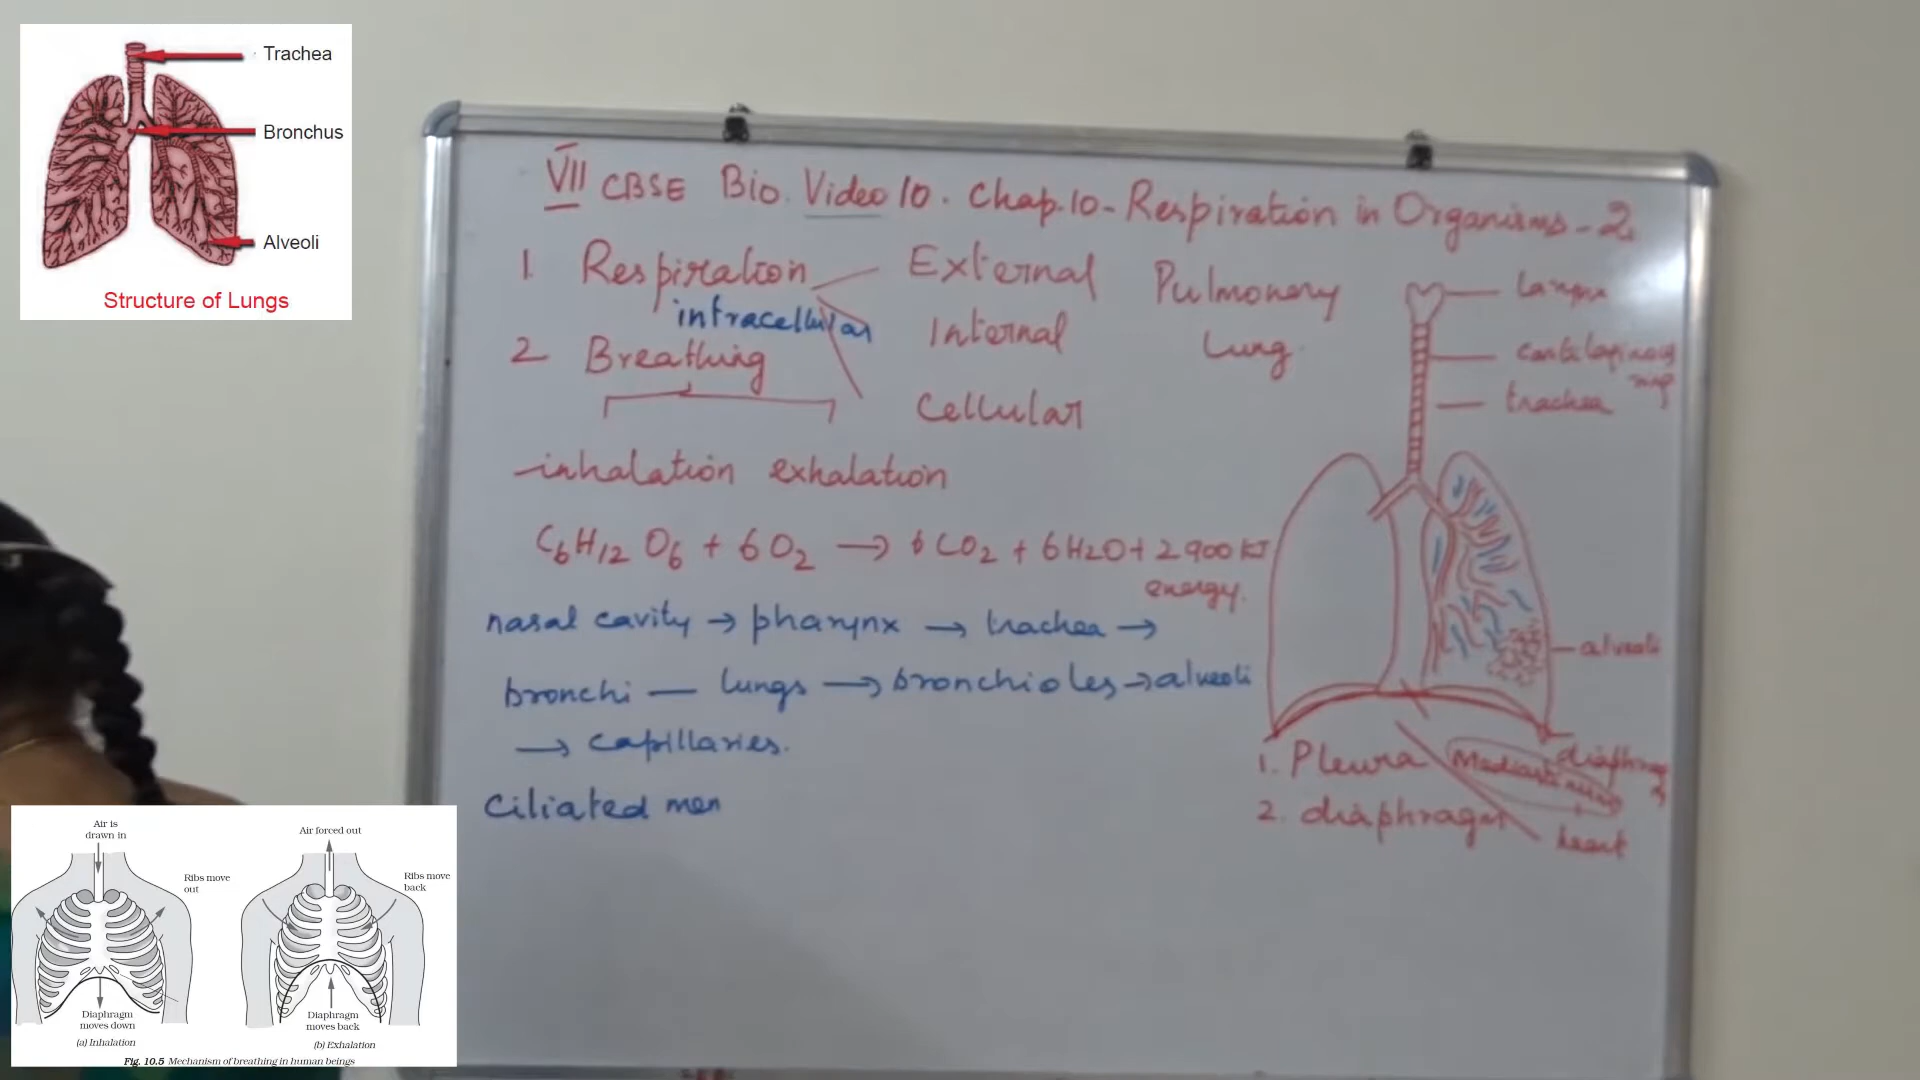 Trachea
Bronchus
Alveoli
Structure of Lungs
VII CBSE Bio. Video 10. Chap.10- Respiration in Organisms - 2.
1. Respiration
External
Pulmonary
intracellular
Internal
Lung
2 Breathing
Cellular
inhalation exhalation
C6H12O6 + 6O2 → 6CO2 + 6H2O + 2900 KJ
energy.
nasal cavity → pharynx → trachea →
bronchi — lungs → bronchioles → alveoli
→ capillaries.
Ciliated mem
larynx
ring
trachea
alveoli
1. Pleura
2. diaphragm
heart
Air is
drawn in
Ribs move
out
Diaphragm
moves down
(a) Inhalation
Air forced out
Ribs move
back
Diaphragm
moves back
(b) Exhalation
Fig. 10.5 Mechanism of breathing in human beings